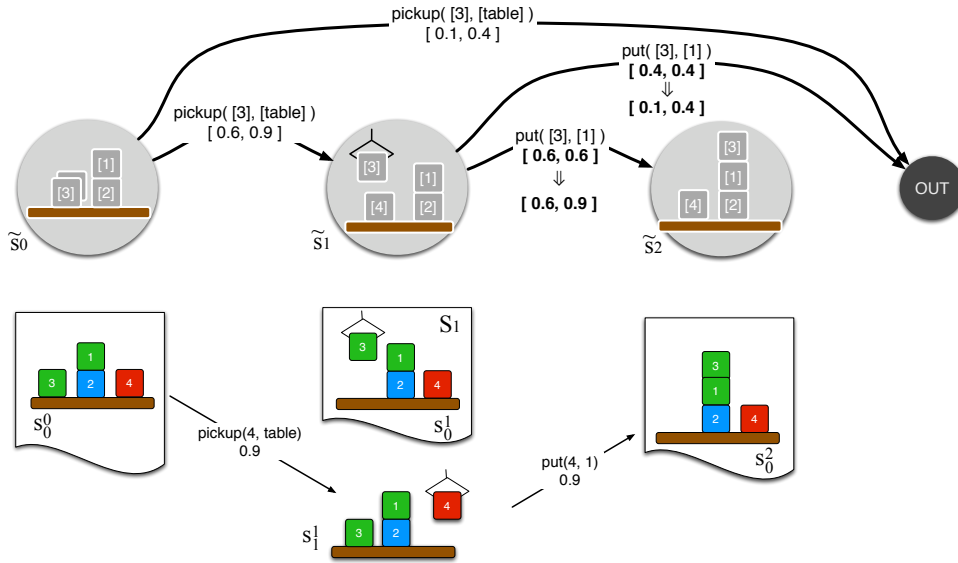 pickup( [3], [table] )
[ 0.1, 0.4 ]
put( [3], [1] )
[ 0.4, 0.4 ]
⇓
[ 0.1, 0.4 ]
pickup( [3], [table] )
[ 0.6, 0.9 ]
put( [3], [1] )
[ 0.6, 0.6 ]
⇓
[ 0.6, 0.9 ]
[1]
[3] [2]
s̃0
[3]
[1]
[4] [2]
s̃1
[3]
[1]
[4] [2]
s̃2
OUT
1
3 2 4
s₀⁰
S₁
3
1
2 4
s₀¹
3
1
2 4
s₀²
pickup(4, table)
0.9
put(4, 1)
0.9
1 4
3 2
s₁¹